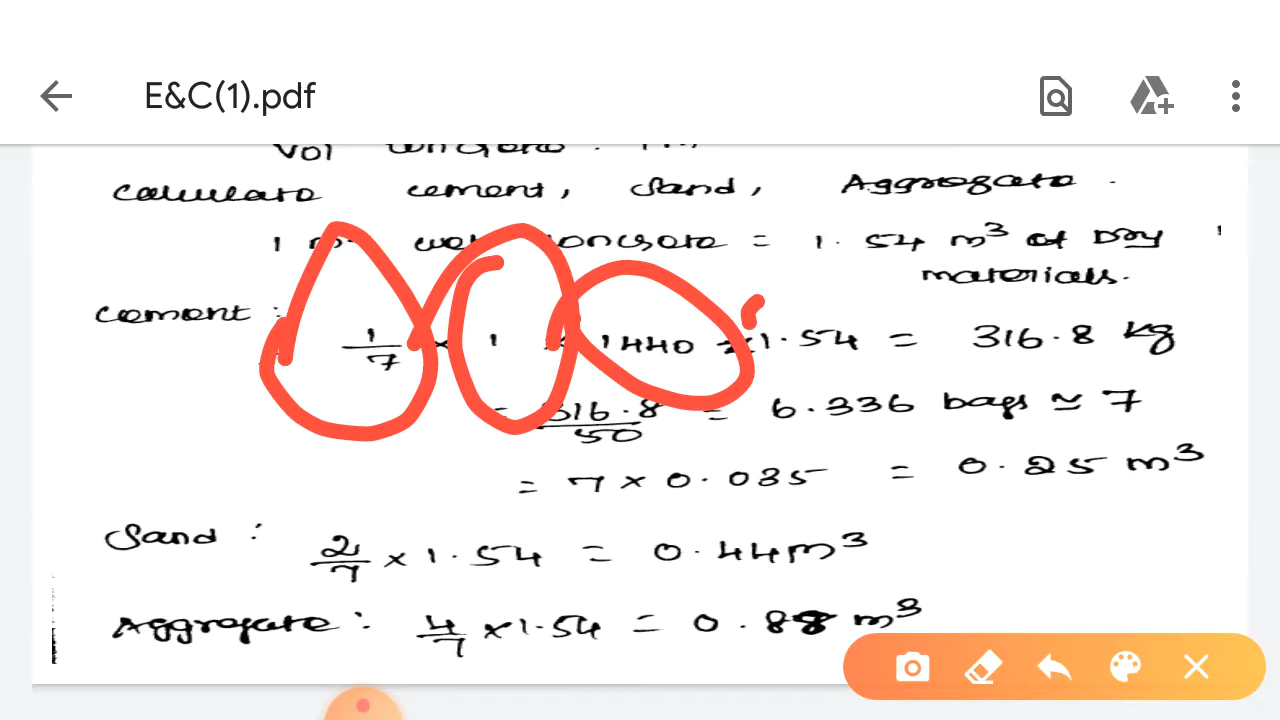 E&C(1).pdf
Vol concrete :
Calculate cement, Sand, Aggregate.
1 m³ wet concrete = 1.54 m³ of Dry
materials.
Cement :
1/7 × 1 × 1440 × 1.54 = 316.8 kg
= 316.8/50 = 6.336 bags ≃ 7
= 7 × 0.035 = 0.25 m³
Sand : 2/7 × 1.54 = 0.44 m³
Aggregate : 4/7 × 1.54 = 0.88 m³